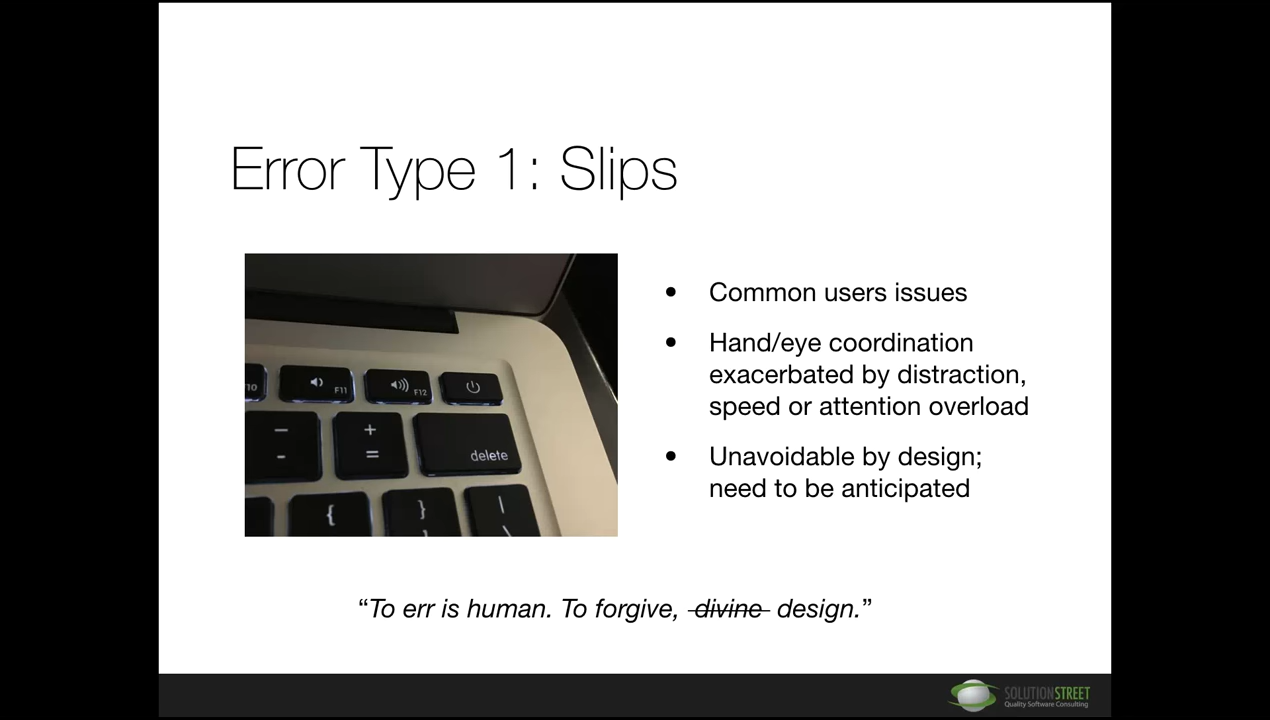 Error Type 1: Slips
F10
F11
F12
- -
+ =
delete
{
}
| \
• Common users issues
• Hand/eye coordination
exacerbated by distraction,
speed or attention overload
• Unavoidable by design;
need to be anticipated
“To err is human. To forgive, divine design.”
SOLUTIONSTREET
Quality Software Consulting